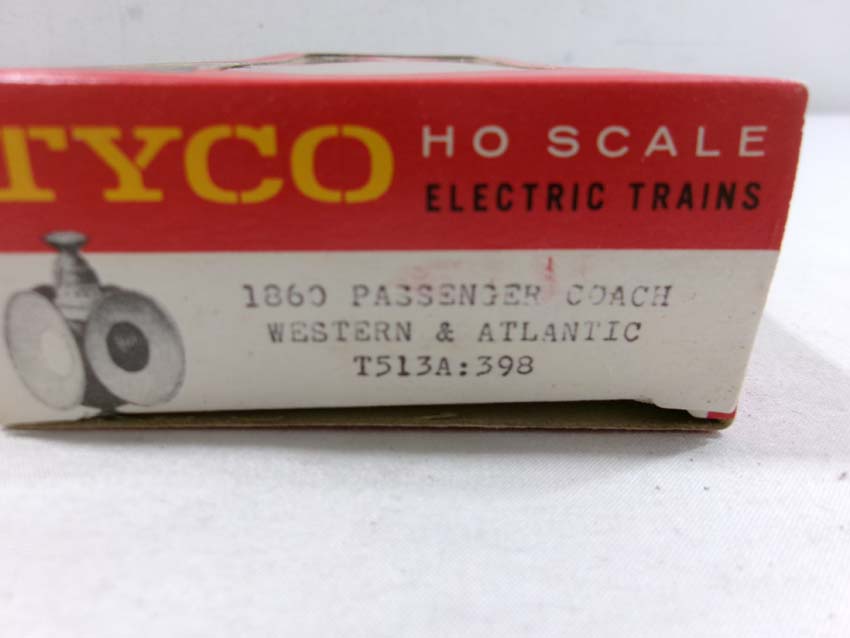 TYCO HO SCALE
ELECTRIC TRAINS
1860 PASSENGER COACH
WESTERN & ATLANTIC
T513A:398